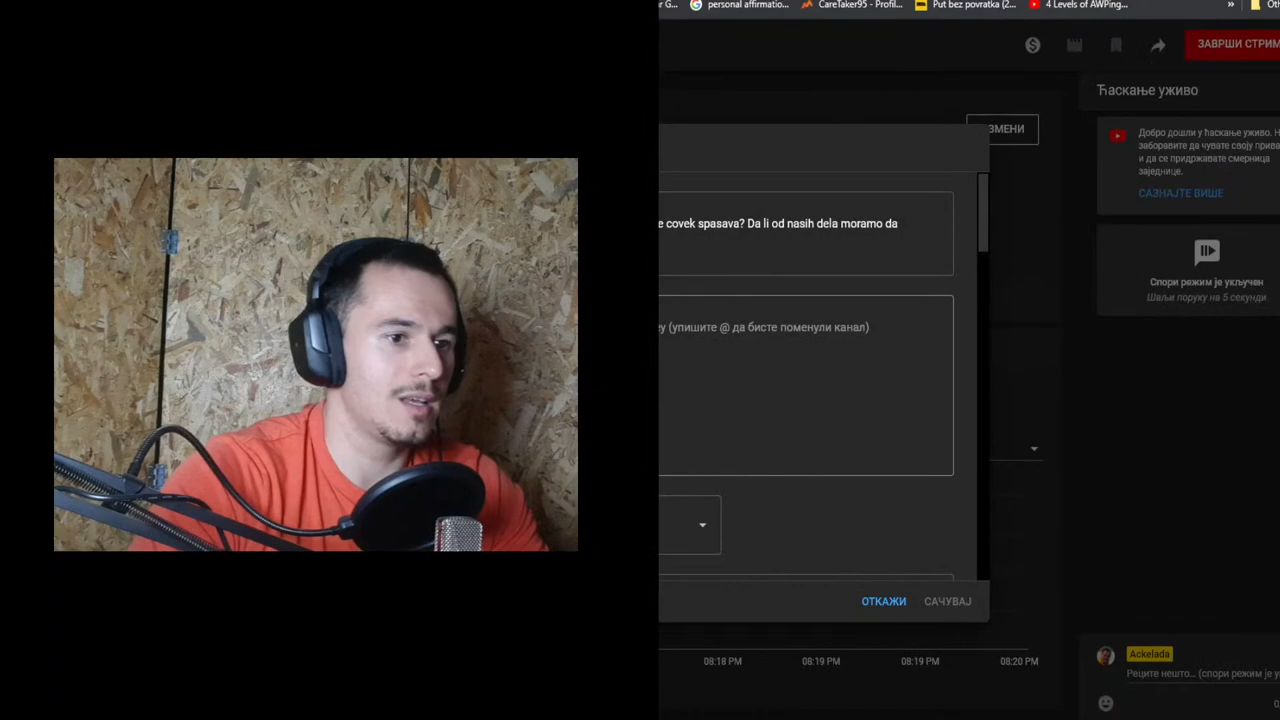 personal affirmatio...
CareTaker95 - Profil...
Put bez povratka (2...
4 Levels of AWPing...
»
ЗАВРШИ СТРИМ
Ћаскање уживо
ЗМЕНИ
Добро дошли у ћаскање уживо.
заборавите да чувате своју
и да се придржавате смерница
заједнице.
САЗНАЈТЕ ВИШЕ
e covek spasava? Da li od nasih dela moramo da
Спори режим је укључен
Шаљи поруку на 5 секунди
(упишите @ да бисте поменули канал)
ОТКАЖИ
САЧУВАЈ
08:18 PM
08:19 PM
08:19 PM
08:20 PM
Ackelada
Реците нешто... (спори режим је